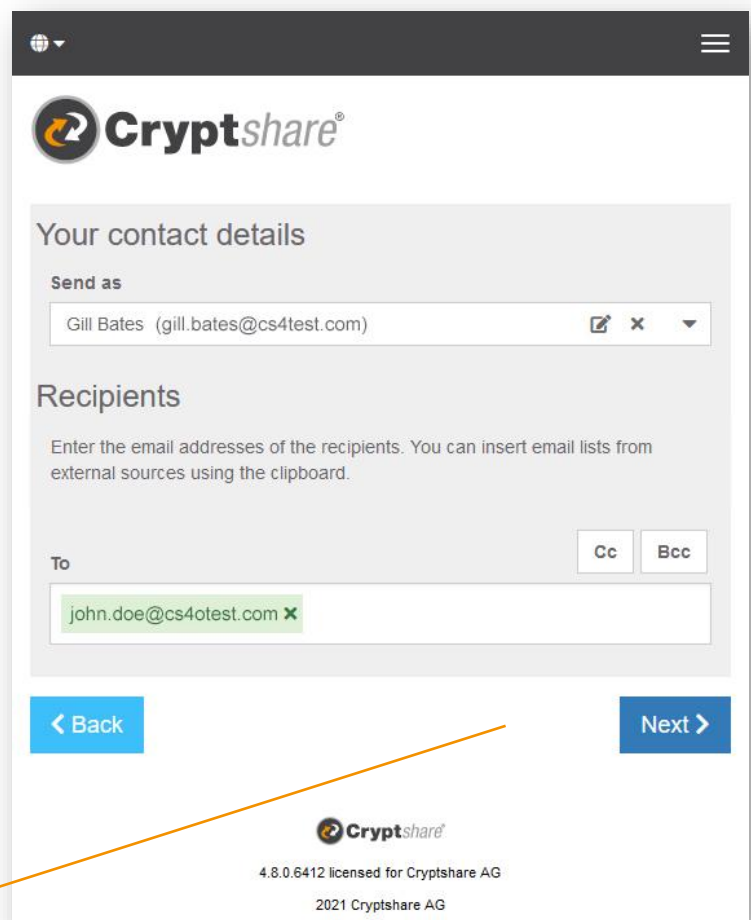 Cryptshare®
Your contact details
Send as
Gill Bates (gill.bates@cs4test.com)
Recipients
Enter the email addresses of the recipients. You can insert email lists from
external sources using the clipboard.
Cc Bcc
To
john.doe@cs4otest.com
Back Next
Cryptshare®
4.8.0.6412 licensed for Cryptshare AG
2021 Cryptshare AG